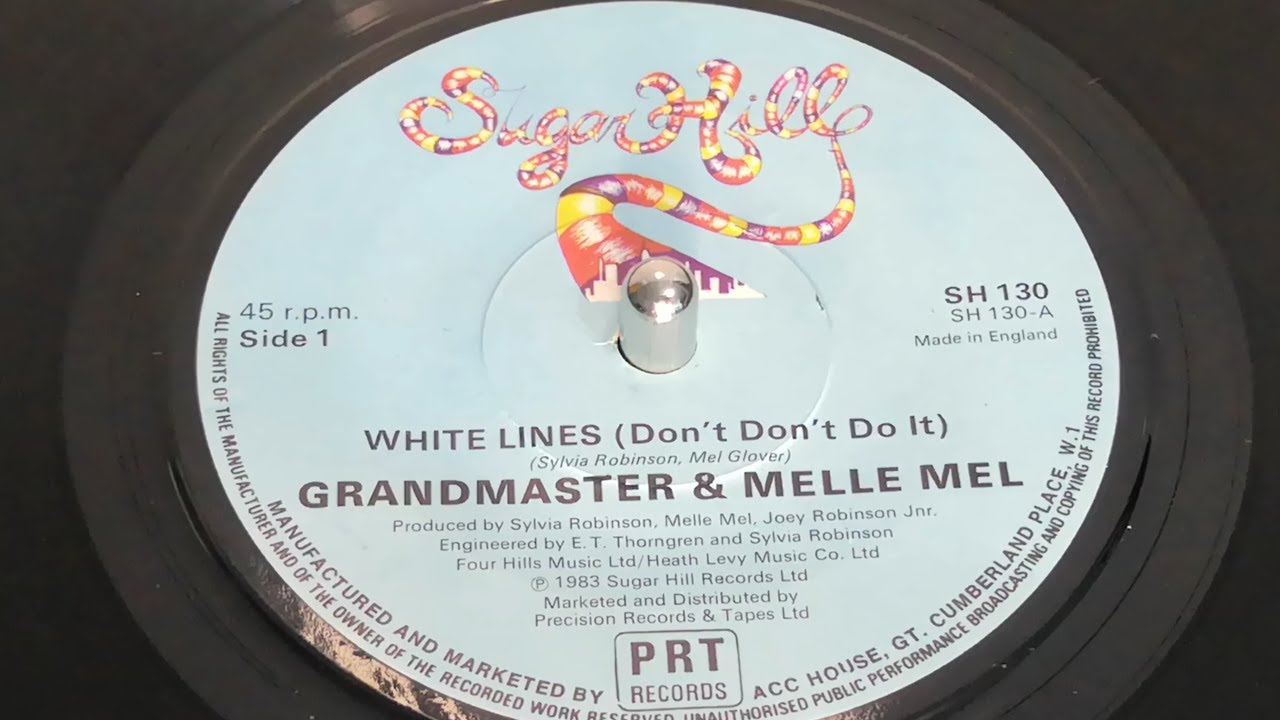 Sugar Hill
45 r.p.m.
Side 1
SH 130
SH 130-A
Made in England
WHITE LINES (Don't Don't Do It)
(Sylvia Robinson, Mel Glover)
GRANDMASTER & MELLE MEL
Produced by Sylvia Robinson, Melle Mel, Joey Robinson Jnr.
Engineered by E.T. Thorngren and Sylvia Robinson
Four Hills Music Ltd/Heath Levy Music Co. Ltd
℗ 1983 Sugar Hill Records Ltd
Marketed and Distributed by
Precision Records & Tapes Ltd
PRT
RECORDS
MANUFACTURED AND MARKETED BY
ACC HOUSE, GT. CUMBERLAND PLACE, W.1
ALL RIGHTS OF THE MANUFACTURER AND OF THE OWNER OF THE RECORDED WORK RESERVED. UNAUTHORISED PUBLIC PERFORMANCE BROADCASTING AND COPYING OF THIS RECORD PROHIBITED